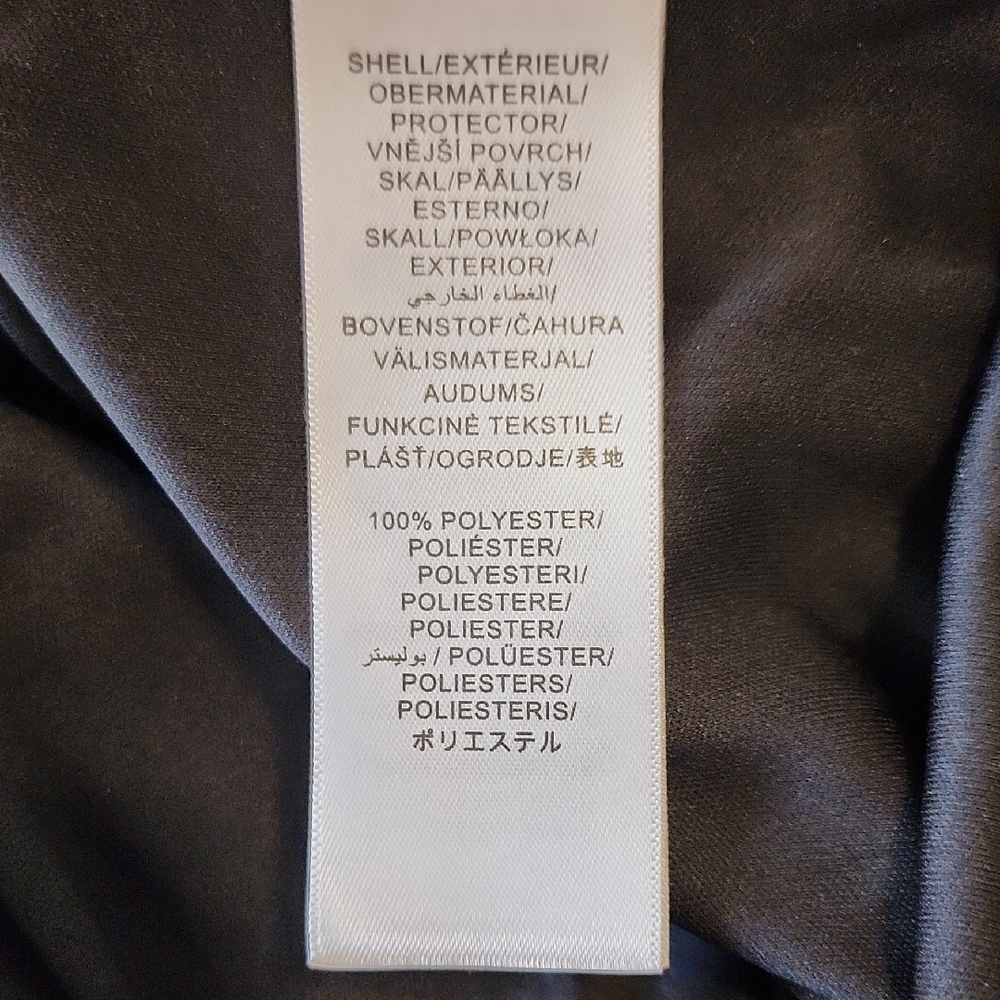 SHELL/EXTÉRIEUR/
OBERMATERIAL/
PROTECTOR/
VNĚJŠÍ POVRCH/
SKAL/PÄÄLLYS/
ESTERNO/
SKALL/POWŁOKA/
EXTERIOR/
الغطاء الخارجي/
BOVENSTOF/ČAHURA
VÄLISMATERJAL/
AUDUMS/
FUNKCINĖ TEKSTILĖ/
PLÁŠŤ/OGRODJE/表地
100% POLYESTER/
POLIÉSTER/
POLYESTERI/
POLIESTERE/
POLIESTER/
بوليستر / POLÜESTER/
POLIESTERS/
POLIESTERIS/
ポリエステル